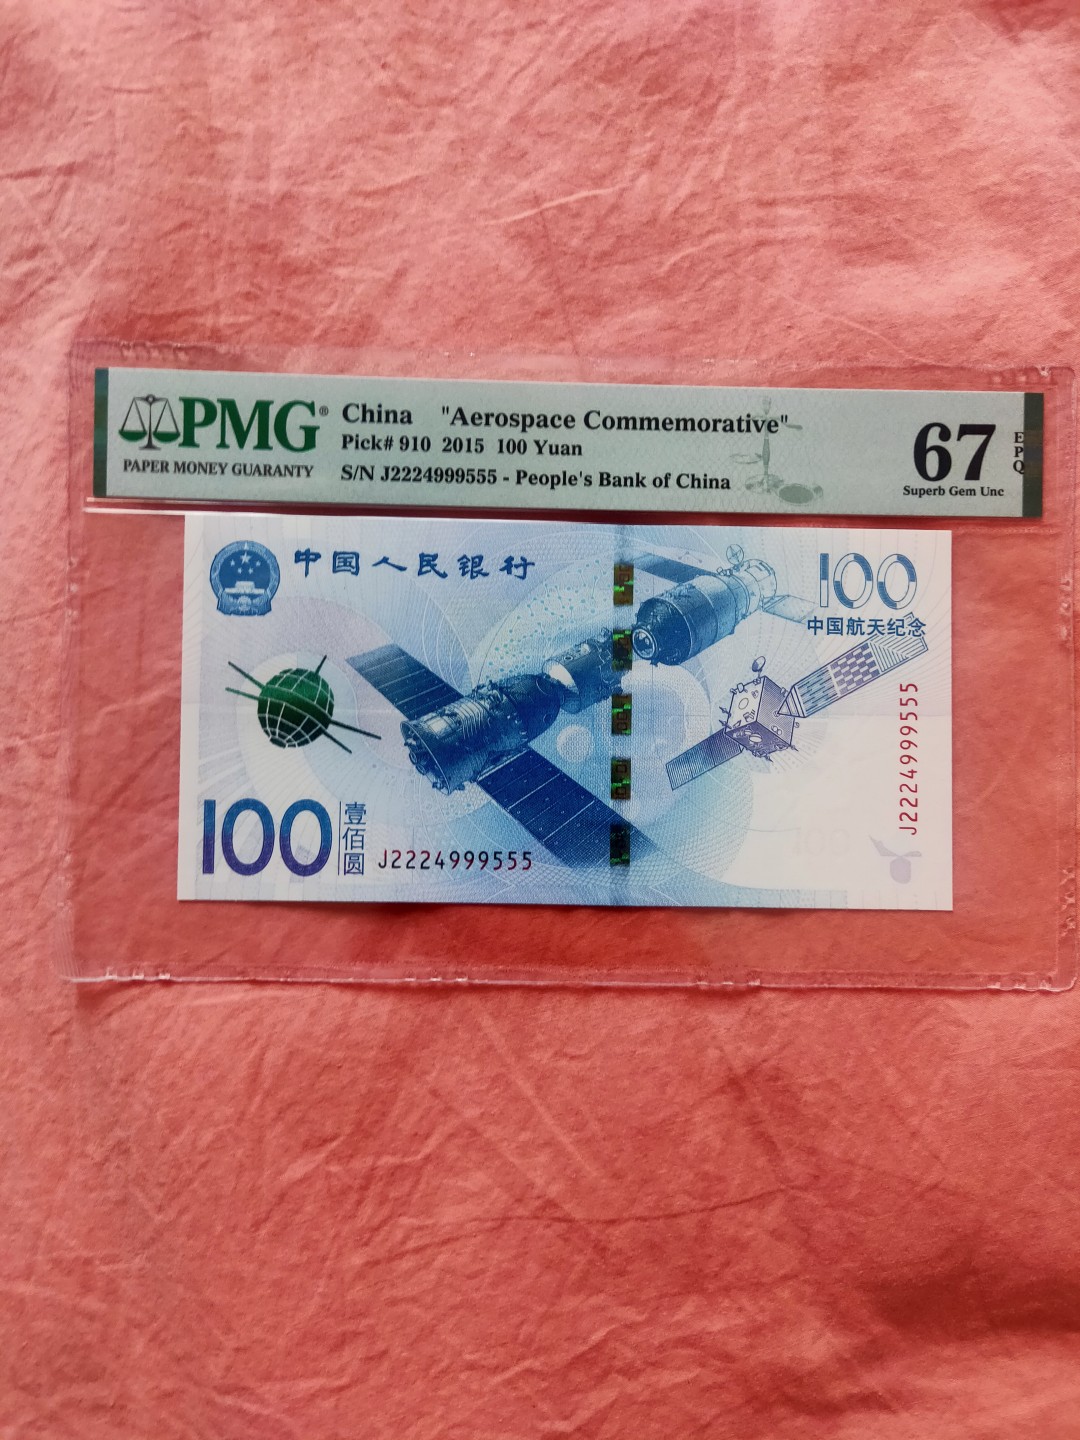 PMG®
PAPER MONEY GUARANTY
China "Aerospace Commemorative"
Pick# 910 2015 100 Yuan
S/N J2224999555 - People's Bank of China
67
EPQ
Superb Gem Unc
中国人民银行
100
中国航天纪念
J2224999555
100
壹佰圆
J2224999555